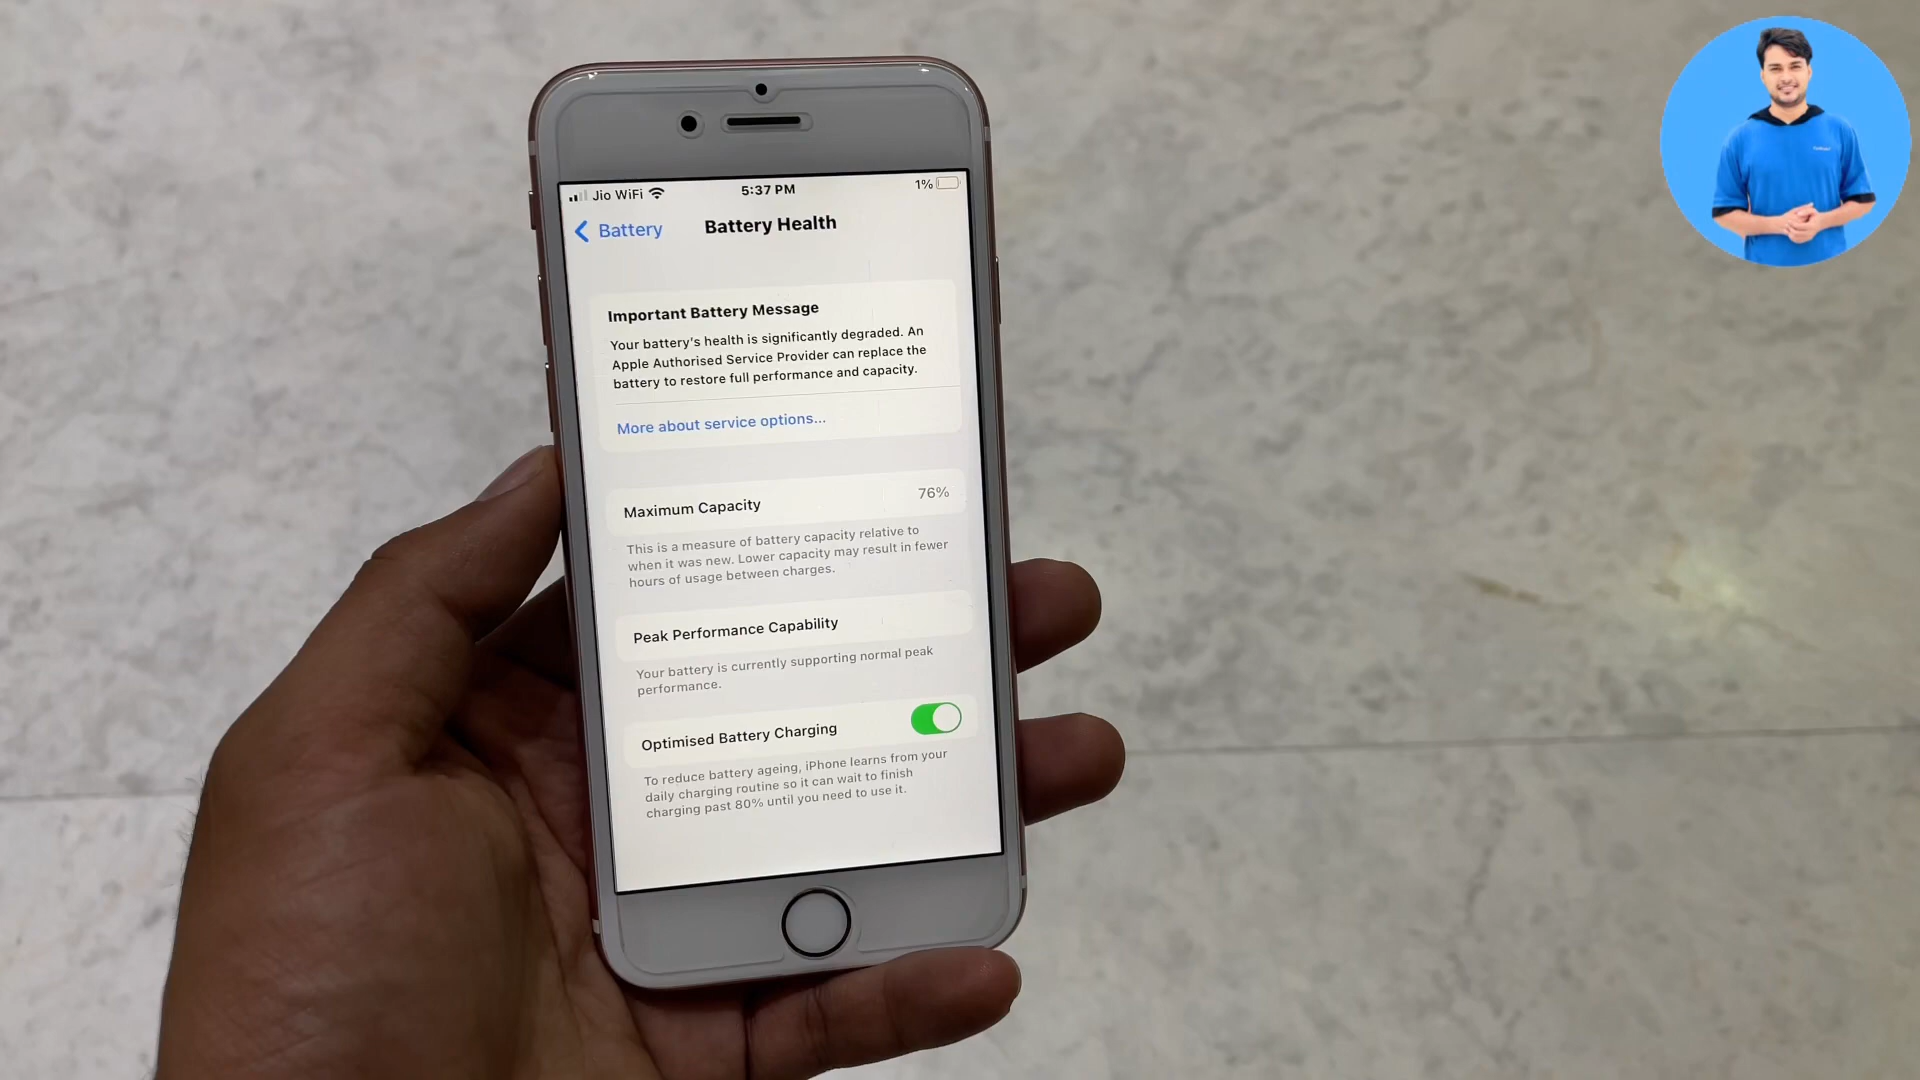 Jio WiFi 5:37 PM 1%
Battery Battery Health
Important Battery Message
Your battery's health is significantly degraded. An
Apple Authorised Service Provider can replace the
battery to restore full performance and capacity.
More about service options...
Maximum Capacity 76%
This is a measure of battery capacity relative to
when it was new. Lower capacity may result in fewer
hours of usage between charges.
Peak Performance Capability
Your battery is currently supporting normal peak
performance.
Optimised Battery Charging
To reduce battery ageing, iPhone learns from your
daily charging routine so it can wait to finish
charging past 80% until you need to use it.